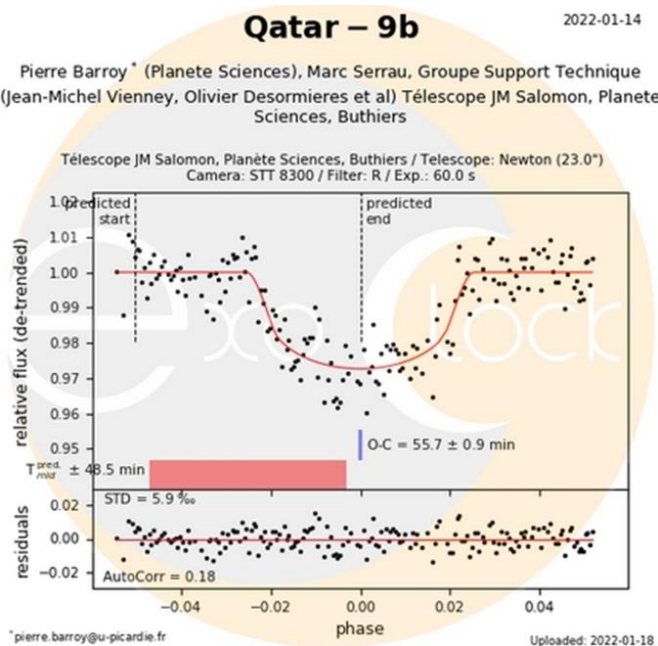 Qatar – 9b
2022-01-14
Pierre Barroy* (Planete Sciences), Marc Serrau, Groupe Support Technique
(Jean-Michel Vienney, Olivier Desormieres et al) Télescope JM Salomon, Planete
Sciences, Buthiers
Télescope JM Salomon, Planète Sciences, Buthiers / Telescope: Newton (23.0")
Camera: STT 8300 / Filter: R / Exp.: 60.0 s
relative flux (de-trended)
1.02
1.01
1.00
0.99
0.98
0.97
0.96
0.95
predicted
start
predicted
end
exo clock
O-C = 55.7 ± 0.9 min
T pred. mid ± 48.5 min
residuals
0.02
0.00
−0.02
STD = 5.9 ‰
AutoCorr = 0.18
−0.04 −0.02 0.00 0.02 0.04
phase
*pierre.barroy@u-picardie.fr
Uploaded: 2022-01-18